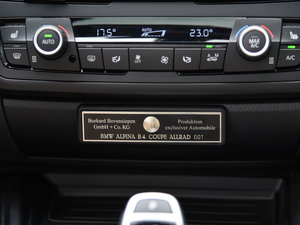 17.5°
23.0°
AUTO
MAX
A/C
Burkard Bovensiepen
GmbH + Co. KG
Produktion
exclusiver Automobile
BMW ALPINA B4 COUPE ALLRAD 001